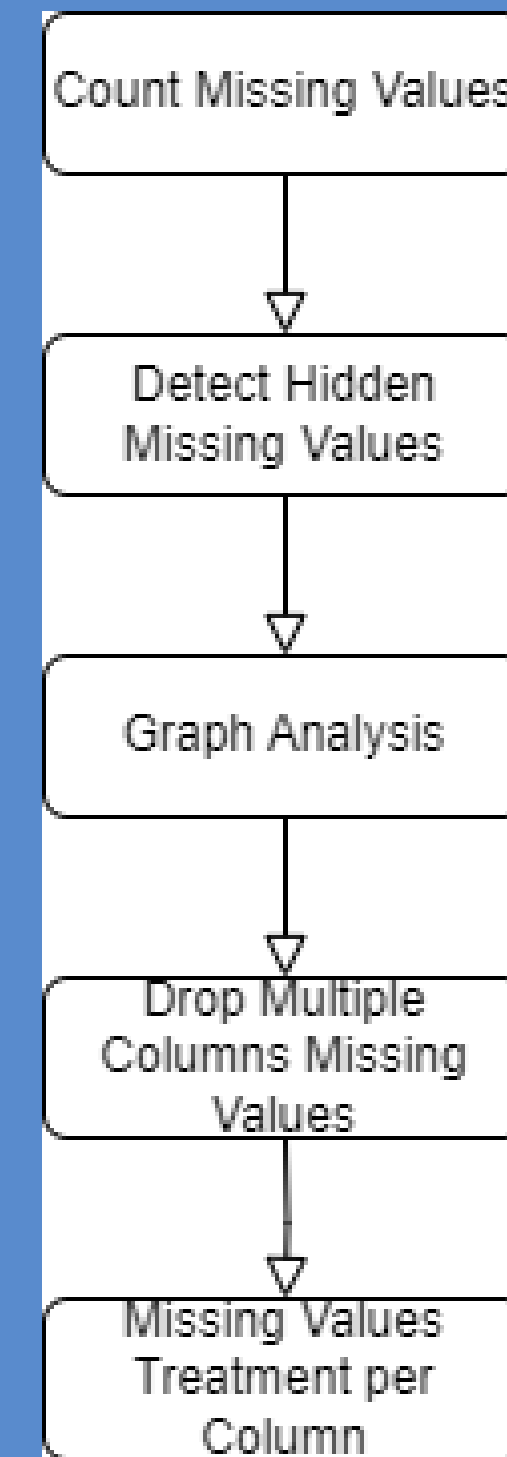 Count Missing Values
Detect Hidden
Missing Values
Graph Analysis
Drop Multiple
Columns Missing
Values
Missing Values
Treatment per
Column